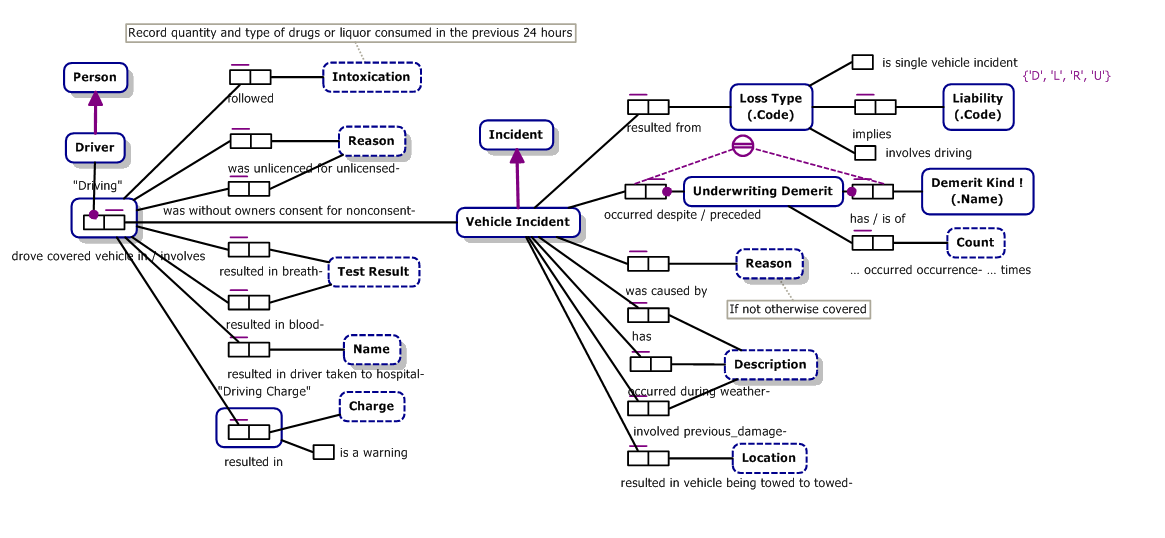 Record quantity and type of drugs or liquor consumed in the previous 24 hours
Person
Intoxication
followed
Driver
"Driving"
Reason
was unlicenced for unlicensed-
was without owners consent for nonconsent-
drove covered vehicle in / involves
resulted in breath-
Test Result
resulted in blood-
Name
resulted in driver taken to hospital-
"Driving Charge"
Charge
is a warning
resulted in
Incident
Vehicle Incident
is single vehicle incident
{'D', 'L', 'R', 'U'}
Loss Type
(.Code)
Liability
(.Code)
resulted from
implies
involves driving
Underwriting Demerit
Demerit Kind !
(.Name)
occurred despite / preceded
has / is of
Count
... occurred occurrence- ... times
Reason
was caused by
If not otherwise covered
has
Description
occurred during weather-
involved previous_damage-
Location
resulted in vehicle being towed to towed-